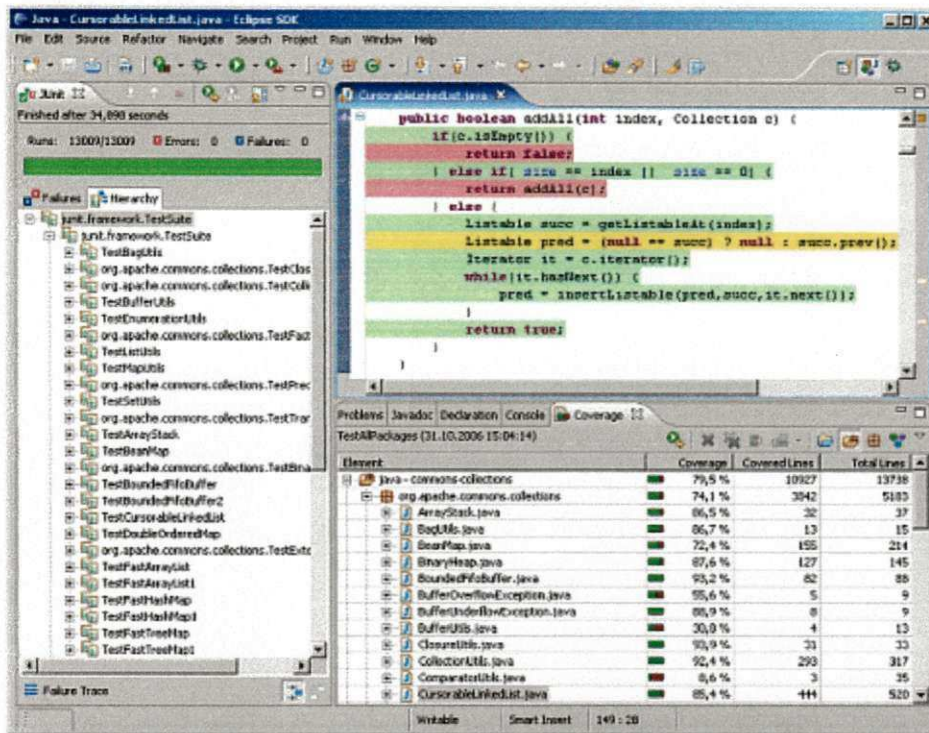 Java - CursorableLinkedList.java - Eclipse SDK
File Edit Source Refactor Navigate Search Project Run Window Help
JUnit
Finished after 34,898 seconds
Runs: 13009/13009 Errors: 0 Failures: 0
Failures Hierarchy
junit.framework.TestSuite
junit.framework.TestSuite
TestBagUtils
org.apache.commons.collections.TestClos
org.apache.commons.collections.TestColle
TestBufferUtils
TestEnumerationUtils
org.apache.commons.collections.TestFact
TestListUtils
TestMapUtils
org.apache.commons.collections.TestPrec
TestSetUtils
org.apache.commons.collections.TestTrar
TestArrayStack
TestBeanMap
org.apache.commons.collections.TestBina
TestBoundedFifoBuffer
TestBoundedFifoBuffer2
TestCursorableLinkedList
TestDoubleOrderedMap
org.apache.commons.collections.TestExte
TestFastArrayList
TestFastArrayList1
TestFastHashMap
TestFastHashMap1
TestFastTreeMap
TestFastTreeMap1
Failure Trace
CursorableLinkedList.java
public boolean addAll(int index, Collection c) {
if(c.isEmpty()) {
return false;
} else if(_size == index || _size == 0) {
return addAll(c);
} else {
Listable succ = getListableAt(index);
Listable pred = (null == succ) ? null : succ.prev();
Iterator it = c.iterator();
while(it.hasNext()) {
pred = insertListable(pred,succ,it.next());
}
return true;
}
}
Problems Javadoc Declaration Console Coverage
TestAllPackages (31.10.2006 15:04:14)
Element Coverage Covered Lines Total Lines
java - commons-collections 79,5 % 10927 13738
org.apache.commons.collections 74,1 % 3842 5183
ArrayStack.java 86,5 % 32 37
BagUtils.java 86,7 % 13 15
BeanMap.java 72,4 % 155 214
BinaryHeap.java 87,6 % 127 145
BoundedFifoBuffer.java 93,2 % 82 88
BufferOverflowException.java 55,6 % 5 9
BufferUnderflowException.java 88,9 % 8 9
BufferUtils.java 30,8 % 4 13
ClosureUtils.java 93,9 % 31 33
CollectionUtils.java 92,4 % 293 317
ComparatorUtils.java 8,6 % 3 35
CursorableLinkedList.java 85,4 % 444 520
Writable Smart Insert 149 : 28